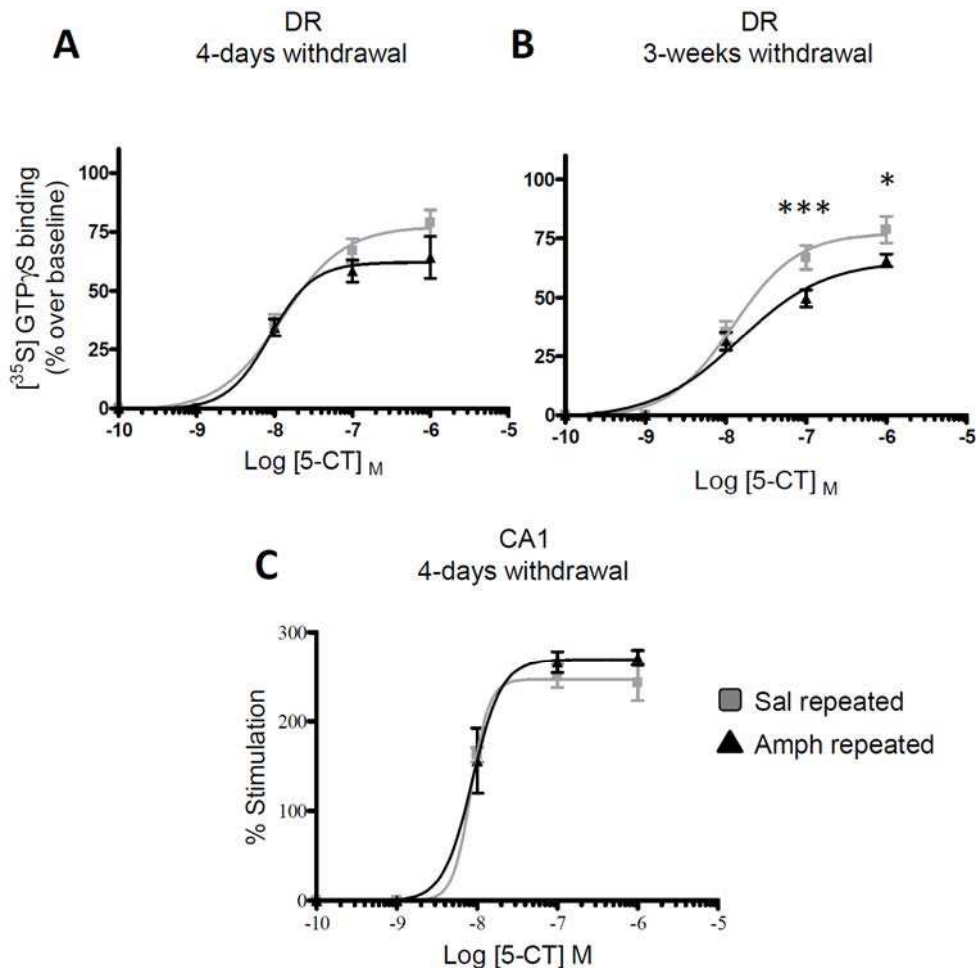 A
DR
4-days withdrawal
[³⁵S] GTPγS binding
(% over baseline)
100
75
50
25
0
-10
-9
-8
-7
-6
-5
Log [5-CT] M
B
DR
3-weeks withdrawal
100
75
50
25
0
***
*
-10
-9
-8
-7
-6
-5
Log [5-CT] M
C
CA1
4-days withdrawal
% Stimulation
300
200
100
0
-10
-9
-8
-7
-6
-5
Log [5-CT] M
Sal repeated
Amph repeated